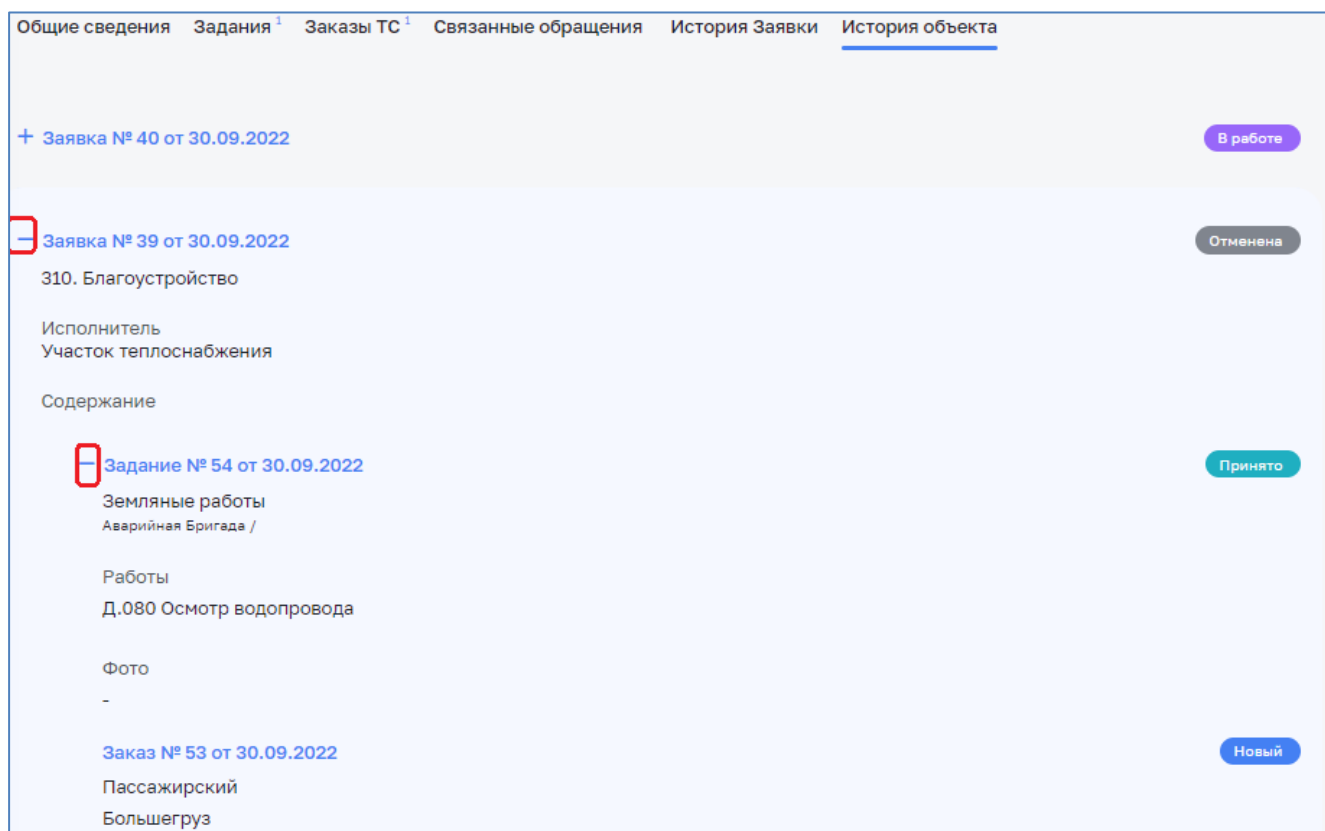 Общие сведения Задания 1 Заказы ТС 1 Связанные обращения История Заявки История объекта
+ Заявка № 40 от 30.09.2022 В работе
− Заявка № 39 от 30.09.2022 Отменена
310. Благоустройство
Исполнитель
Участок теплоснабжения
Содержание
− Задание № 54 от 30.09.2022 Принято
Земляные работы
Аварийная Бригада /
Работы
Д.080 Осмотр водопровода
Фото
-
Заказ № 53 от 30.09.2022 Новый
Пассажирский
Большегруз